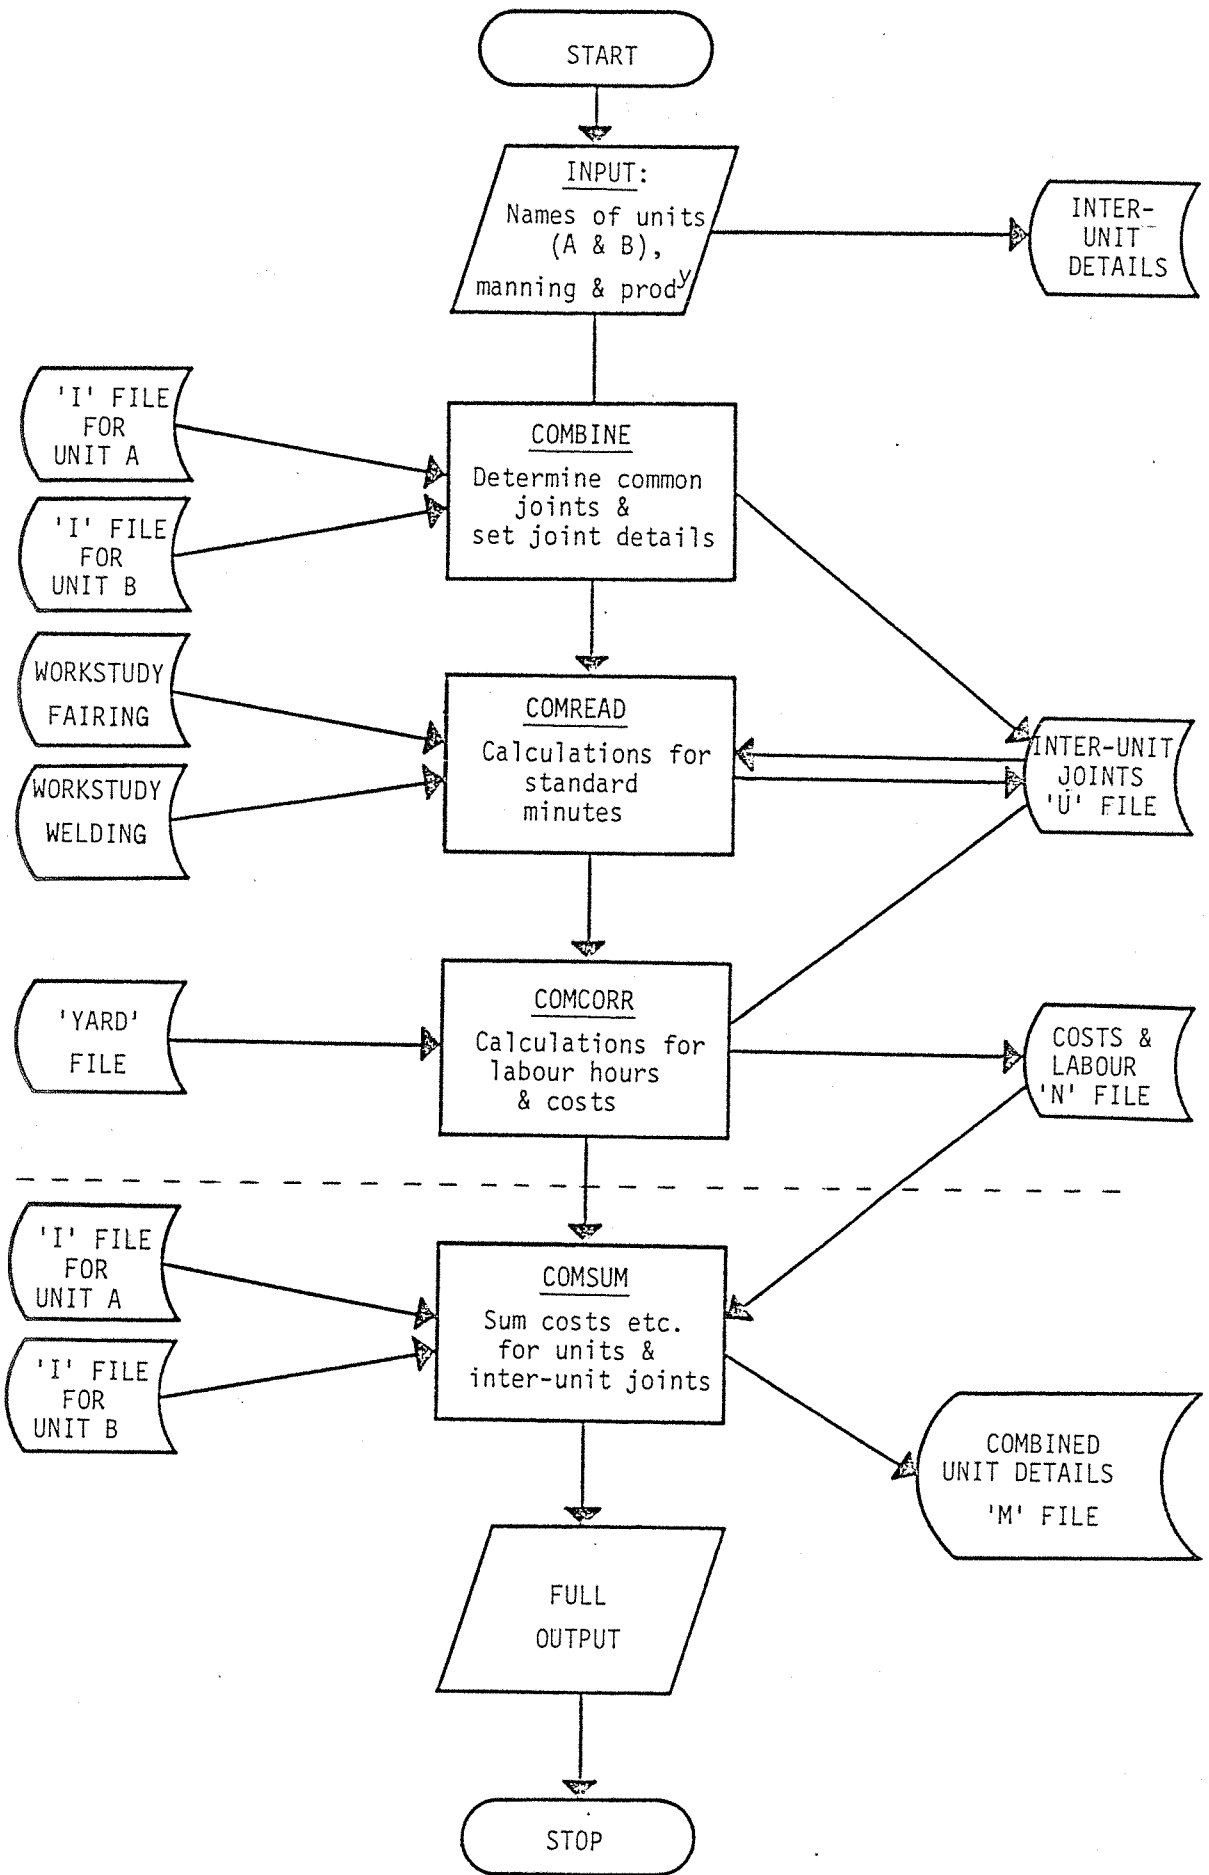 START
INPUT:
Names of units
(A & B),
manning & prody
INTER-
UNIT
DETAILS
'I' FILE
FOR
UNIT A
'I' FILE
FOR
UNIT B
COMBINE
Determine common
joints &
set joint details
WORKSTUDY
FAIRING
WORKSTUDY
WELDING
COMREAD
Calculations for
standard
minutes
INTER-UNIT
JOINTS
'U' FILE
'YARD'
FILE
COMCORR
Calculations for
labour hours
& costs
COSTS &
LABOUR
'N' FILE
'I' FILE
FOR
UNIT A
'I' FILE
FOR
UNIT B
COMSUM
Sum costs etc.
for units &
inter-unit joints
COMBINED
UNIT DETAILS
'M' FILE
FULL
OUTPUT
STOP